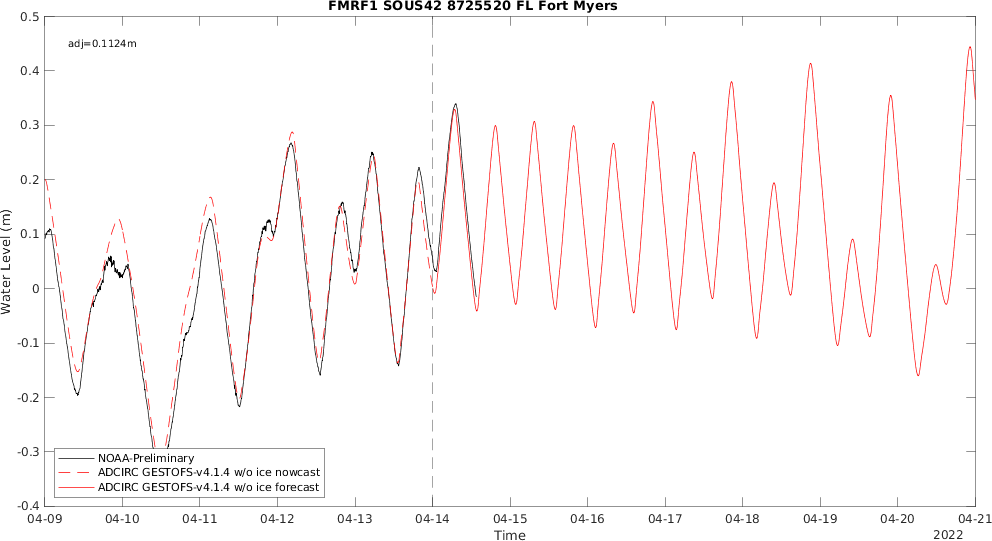 FMRF1 SOUS42 8725520 FL Fort Myers
adj=0.1124m
0.5
0.4
0.3
0.2
0.1
0
-0.1
-0.2
-0.3
-0.4
Water Level (m)
NOAA-Preliminary
ADCIRC GESTOFS-v4.1.4 w/o ice nowcast
ADCIRC GESTOFS-v4.1.4 w/o ice forecast
04-09 04-10 04-11 04-12 04-13 04-14 04-15 04-16 04-17 04-18 04-19 04-20 04-21
Time
2022